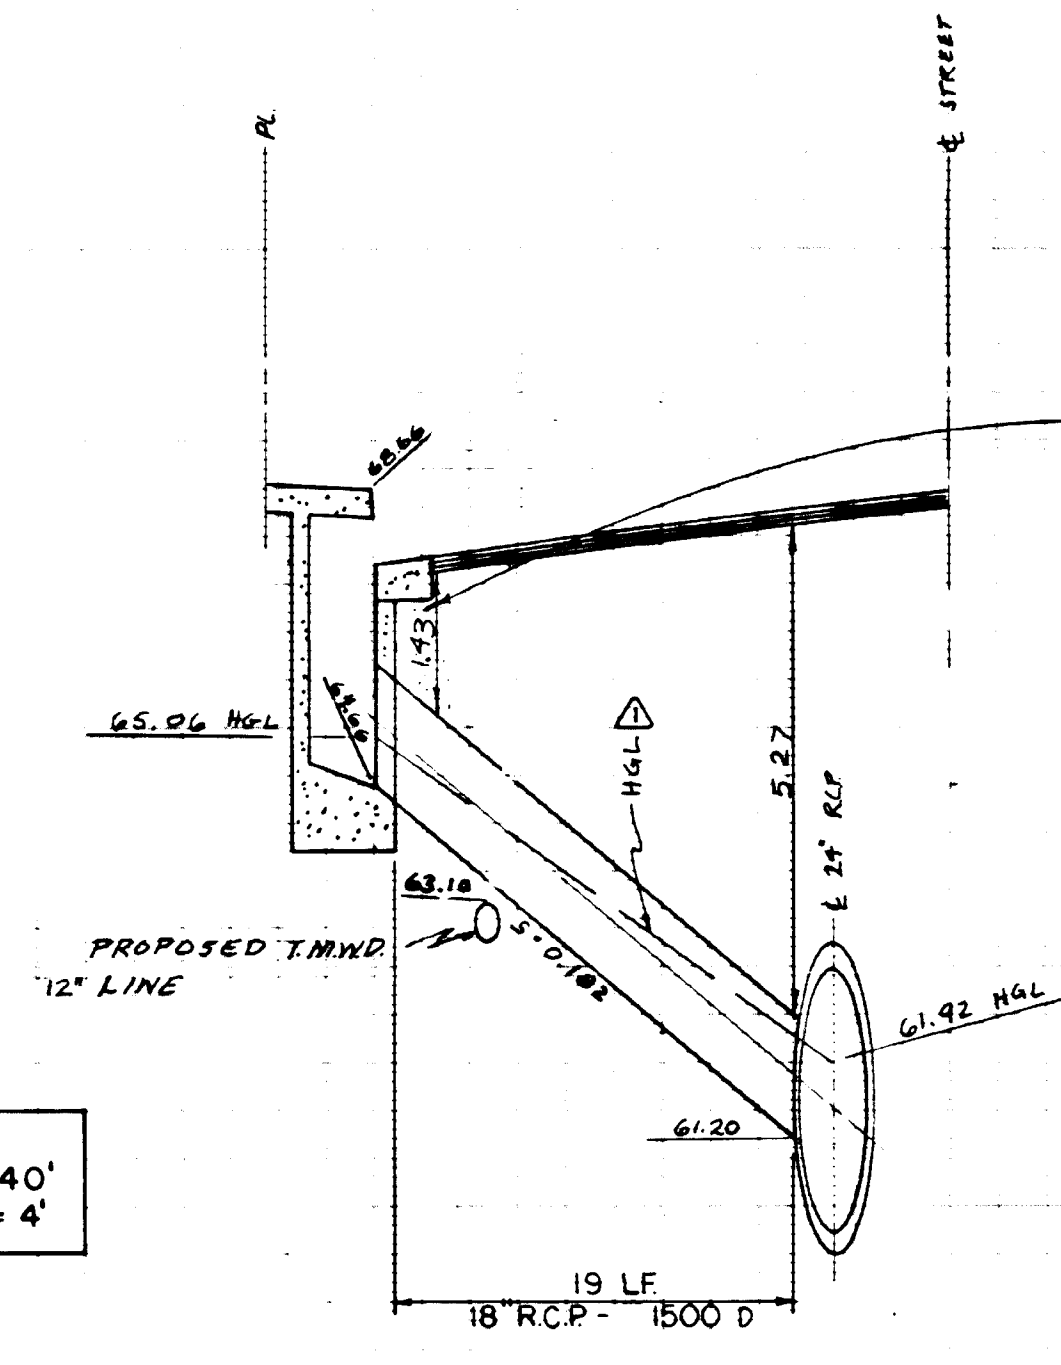 PL.
℄ STREET
68.66
1.43
64.66
65.06 HGL
HGL
1
5.27
℄ 24" RCP
63.10
S=0.182
PROPOSED T.M.W.D.
12" LINE
61.92 HGL
61.20
40'
= 4'
19 LF.
18" R.C.P. - 1500 D